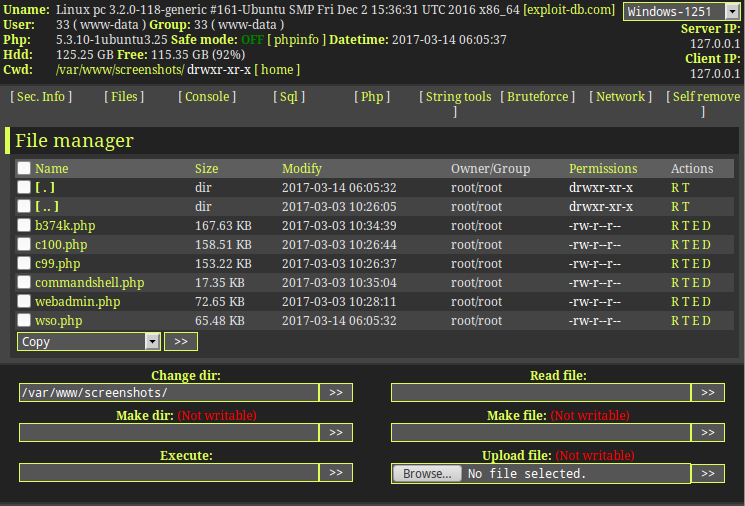 Uname: Linux pc 3.2.0-118-generic #161-Ubuntu SMP Fri Dec 2 15:36:31 UTC 2016 x86_64 [exploit-db.com] Windows-1251
User: 33 ( www-data ) Group: 33 ( www-data ) Server IP:
Php: 5.3.10-1ubuntu3.25 Safe mode: OFF [ phpinfo ] Datetime: 2017-03-14 06:05:37 127.0.0.1
Hdd: 125.25 GB Free: 115.35 GB (92%) Client IP:
Cwd: /var/www/screenshots/ drwxr-xr-x [ home ] 127.0.0.1
[ Sec. Info ] [ Files ] [ Console ] [ Sql ] [ Php ] [ String tools ] [ Bruteforce ] [ Network ] [ Self remove ]
File manager
Name Size Modify Owner/Group Permissions Actions
[ . ] dir 2017-03-14 06:05:32 root/root drwxr-xr-x R T
[ .. ] dir 2017-03-03 10:26:05 root/root drwxr-xr-x R T
b374k.php 167.63 KB 2017-03-03 10:34:39 root/root -rw-r--r-- R T E D
c100.php 158.51 KB 2017-03-03 10:26:44 root/root -rw-r--r-- R T E D
c99.php 153.22 KB 2017-03-03 10:26:37 root/root -rw-r--r-- R T E D
commandshell.php 17.35 KB 2017-03-03 10:35:04 root/root -rw-r--r-- R T E D
webadmin.php 72.65 KB 2017-03-03 10:28:11 root/root -rw-r--r-- R T E D
wso.php 65.48 KB 2017-03-14 06:05:32 root/root -rw-r--r-- R T E D
Copy >>
Change dir: Read file:
/var/www/screenshots/ >> >>
Make dir: (Not writable) Make file: (Not writable)
>> >>
Execute: Upload file: (Not writable)
>> Browse... No file selected. >>